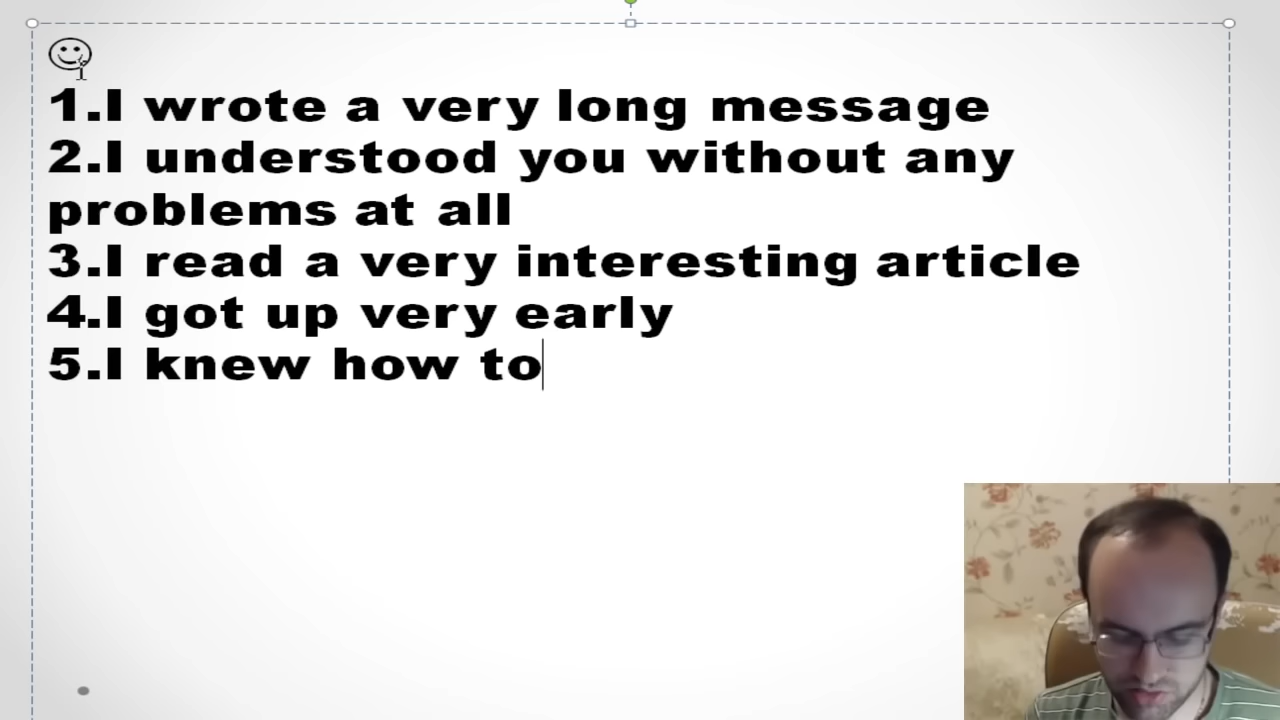 1.I wrote a very long message
2.I understood you without any
problems at all
3.I read a very interesting article
4.I got up very early
5.I knew how to